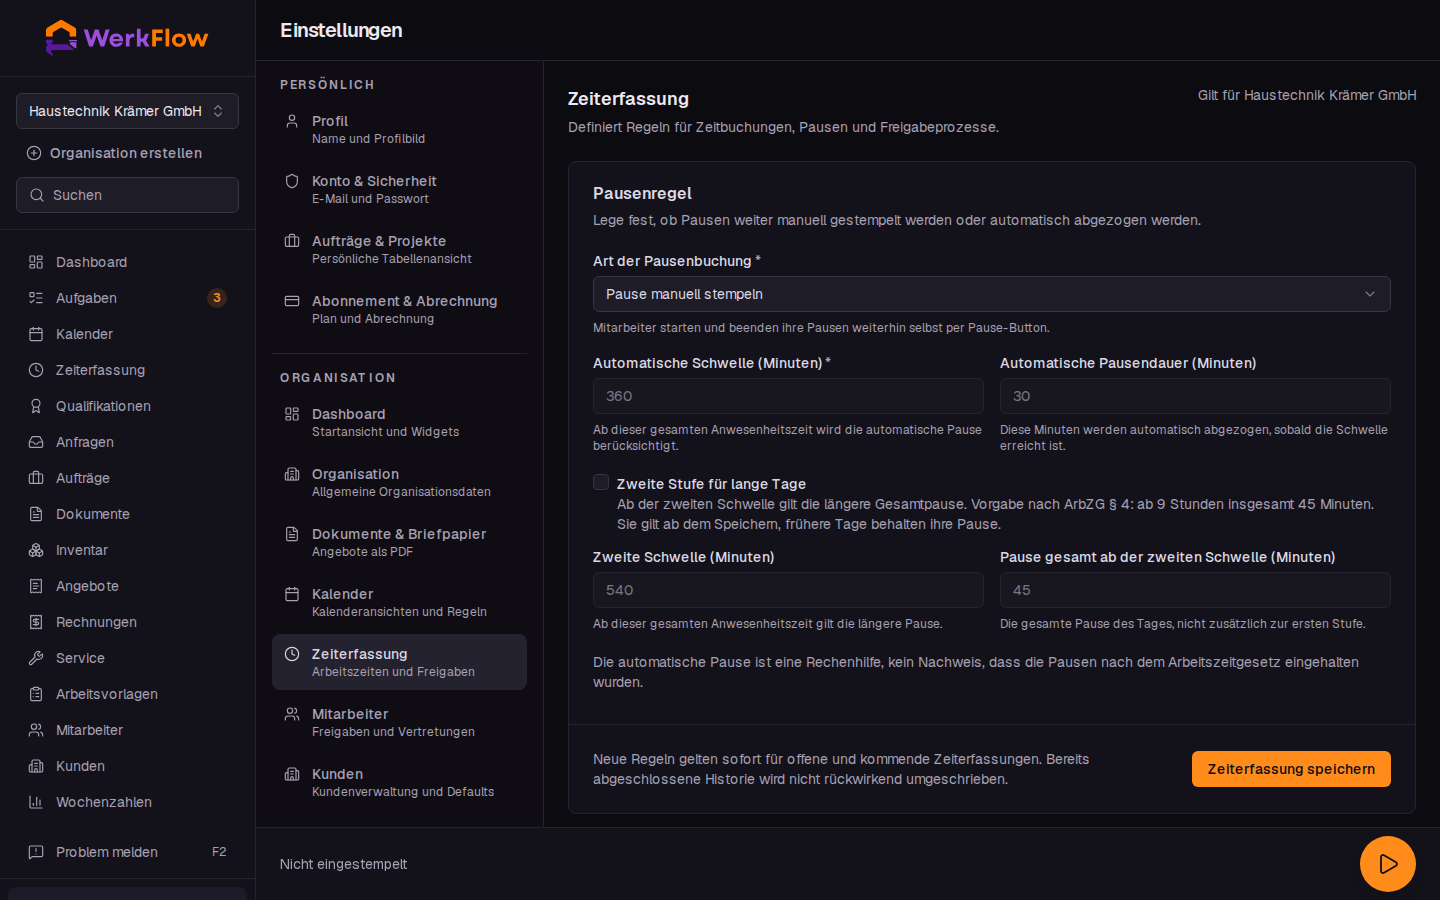 WerkFlow
Haustechnik Krämer GmbH
Organisation erstellen
Suchen
Dashboard
Aufgaben
3
Kalender
Zeiterfassung
Qualifikationen
Anfragen
Aufträge
Dokumente
Inventar
Angebote
Rechnungen
Service
Arbeitsvorlagen
Mitarbeiter
Kunden
Wochenzahlen
Problem melden
F2
Einstellungen
PERSÖNLICH
Profil
Name und Profilbild
Konto & Sicherheit
E-Mail und Passwort
Aufträge & Projekte
Persönliche Tabellenansicht
Abonnement & Abrechnung
Plan und Abrechnung
ORGANISATION
Dashboard
Startansicht und Widgets
Organisation
Allgemeine Organisationsdaten
Dokumente & Briefpapier
Angebote als PDF
Kalender
Kalenderansichten und Regeln
Zeiterfassung
Arbeitszeiten und Freigaben
Mitarbeiter
Freigaben und Vertretungen
Kunden
Kundenverwaltung und Defaults
Zeiterfassung
Gilt für Haustechnik Krämer GmbH
Definiert Regeln für Zeitbuchungen, Pausen und Freigabeprozesse.
Pausenregel
Lege fest, ob Pausen weiter manuell gestempelt werden oder automatisch abgezogen werden.
Art der Pausenbuchung *
Pause manuell stempeln
Mitarbeiter starten und beenden ihre Pausen weiterhin selbst per Pause-Button.
Automatische Schwelle (Minuten) *
360
Ab dieser gesamten Anwesenheitszeit wird die automatische Pause
berücksichtigt.
Automatische Pausendauer (Minuten)
30
Diese Minuten werden automatisch abgezogen, sobald die Schwelle
erreicht ist.
Zweite Stufe für lange Tage
Ab der zweiten Schwelle gilt die längere Gesamtpause. Vorgabe nach ArbZG § 4: ab 9 Stunden insgesamt 45 Minuten.
Sie gilt ab dem Speichern, frühere Tage behalten ihre Pause.
Zweite Schwelle (Minuten)
540
Ab dieser gesamten Anwesenheitszeit gilt die längere Pause.
Pause gesamt ab der zweiten Schwelle (Minuten)
45
Die gesamte Pause des Tages, nicht zusätzlich zur ersten Stufe.
Die automatische Pause ist eine Rechenhilfe, kein Nachweis, dass die Pausen nach dem Arbeitszeitgesetz eingehalten
wurden.
Neue Regeln gelten sofort für offene und kommende Zeiterfassungen. Bereits
abgeschlossene Historie wird nicht rückwirkend umgeschrieben.
Zeiterfassung speichern
Nicht eingestempelt